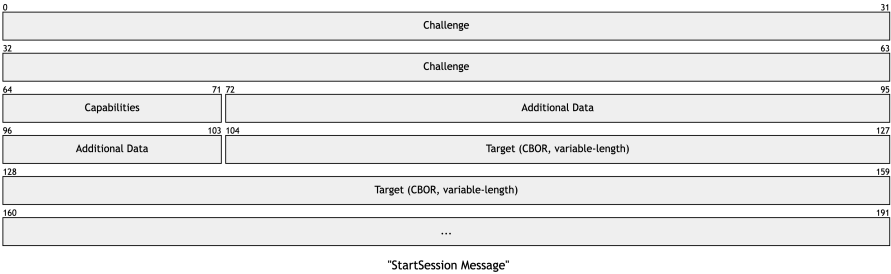 0 31
Challenge
32 63
Challenge
64 71 72 95
Capabilities Additional Data
96 103 104 127
Additional Data Target (CBOR, variable-length)
128 159
Target (CBOR, variable-length)
160 191
...
"StartSession Message"